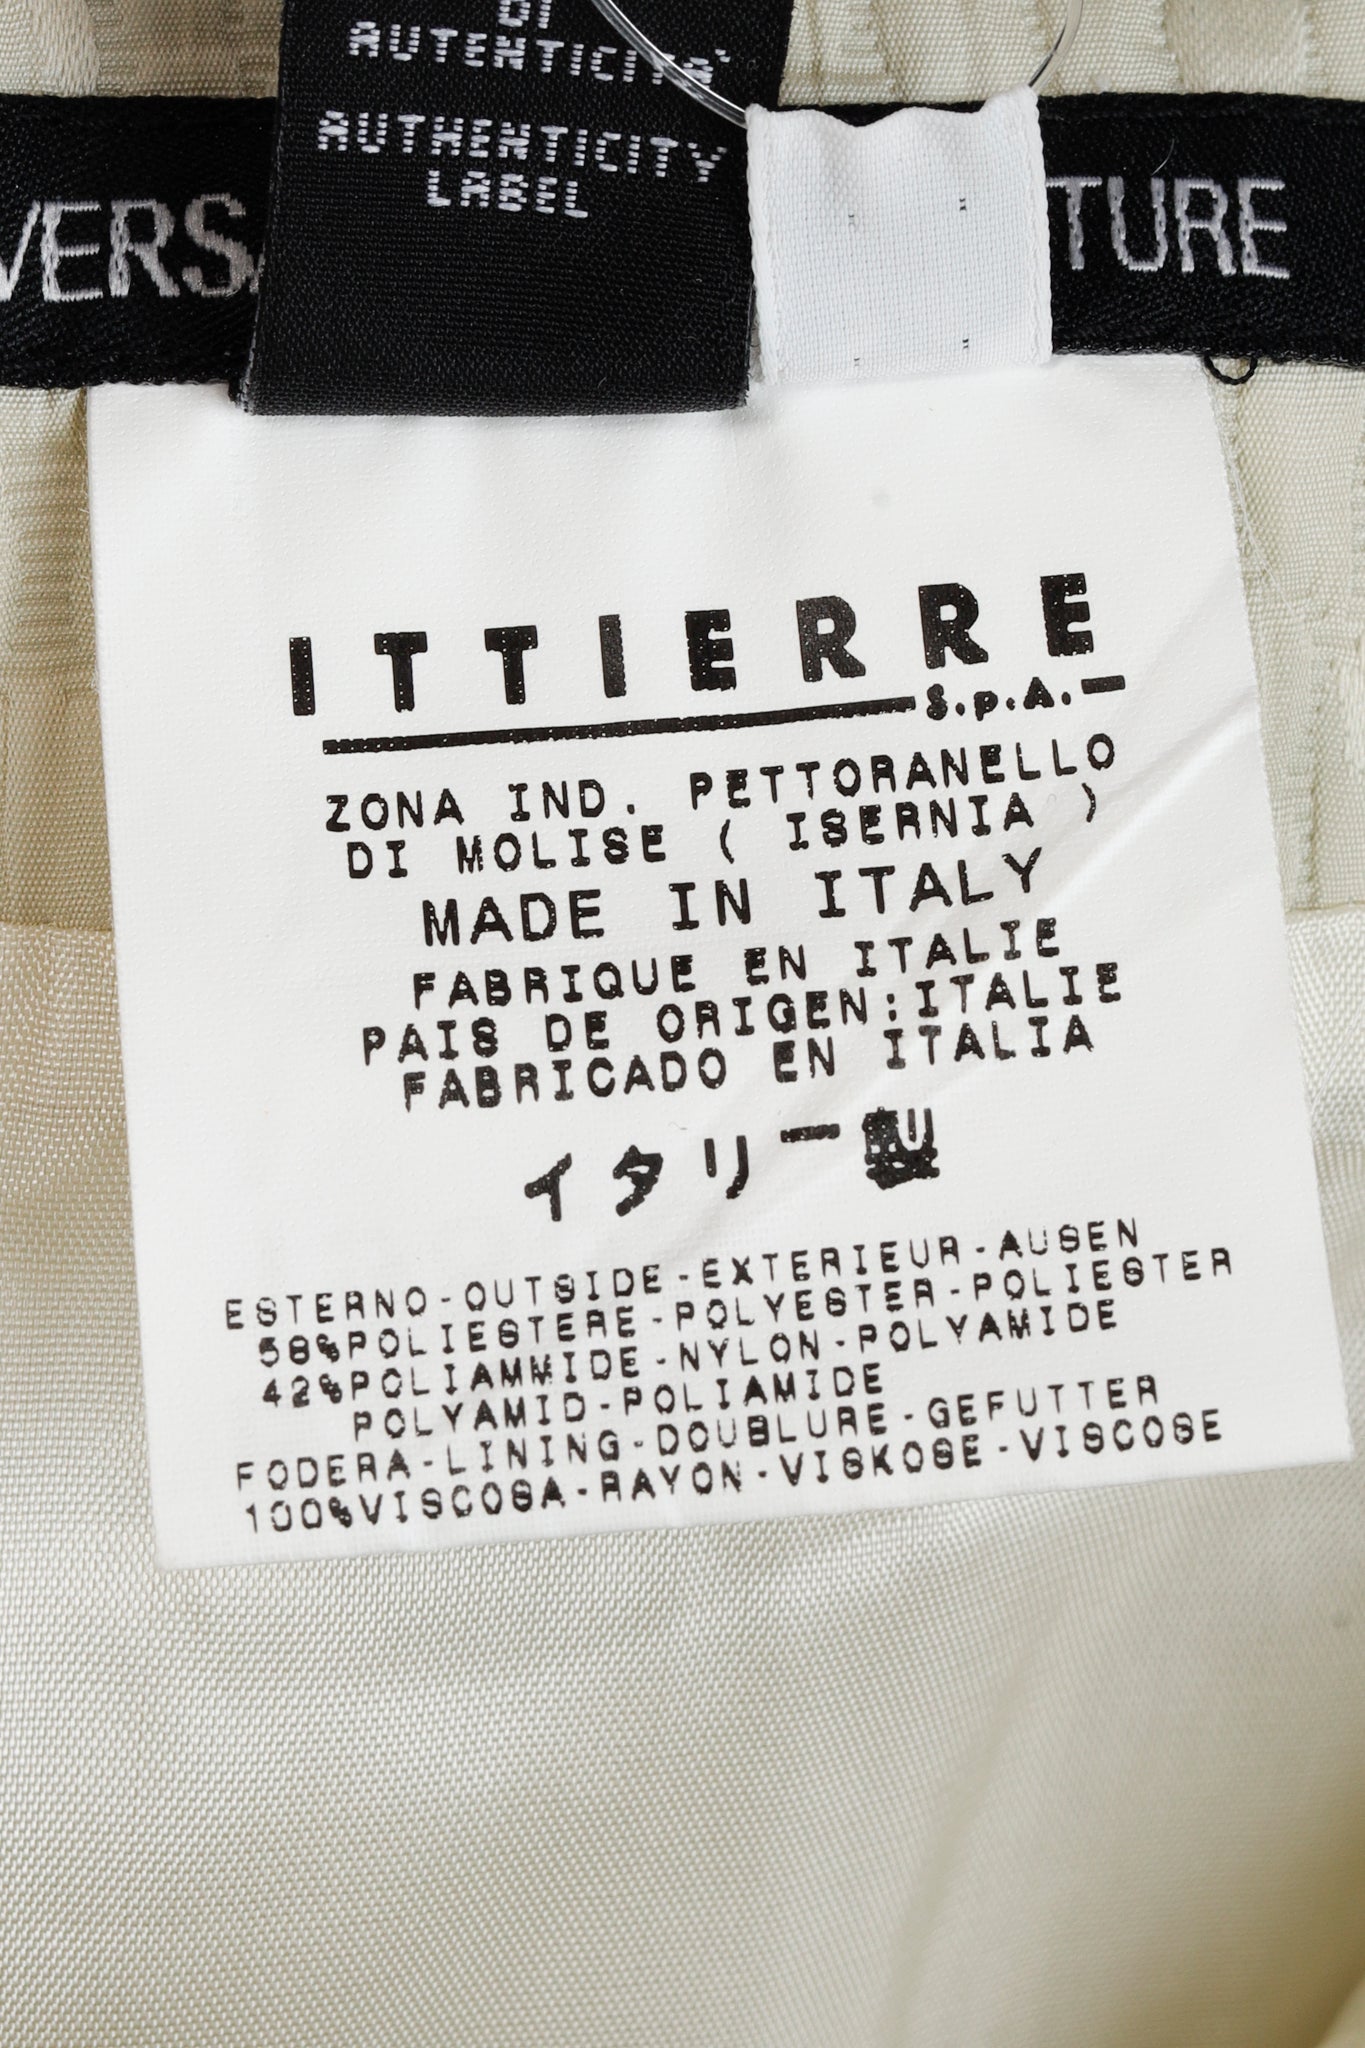 DI
AUTENTICITA'
AUTHENTICITY
LABEL
VERSA
TURE
ITTIERRE
S.p.A.
ZONA IND. PETTORANELLO
DI MOLISE ( ISERNIA )
MADE IN ITALY
FABRIQUE EN ITALIE
PAIS DE ORIGEN:ITALIE
FABRICADO EN ITALIA
イタリー製
ESTERNO-OUTSIDE-EXTERIEUR-AUSEN
58%POLIESTERE-POLYESTER-POLIESTER
42%POLIAMMIDE-NYLON-POLYAMIDE
POLYAMID-POLIAMIDE
FODERA-LINING-DOUBLURE-GEFUTTER
100%VISCOSA-RAYON-VISKOSE-VISCOSE